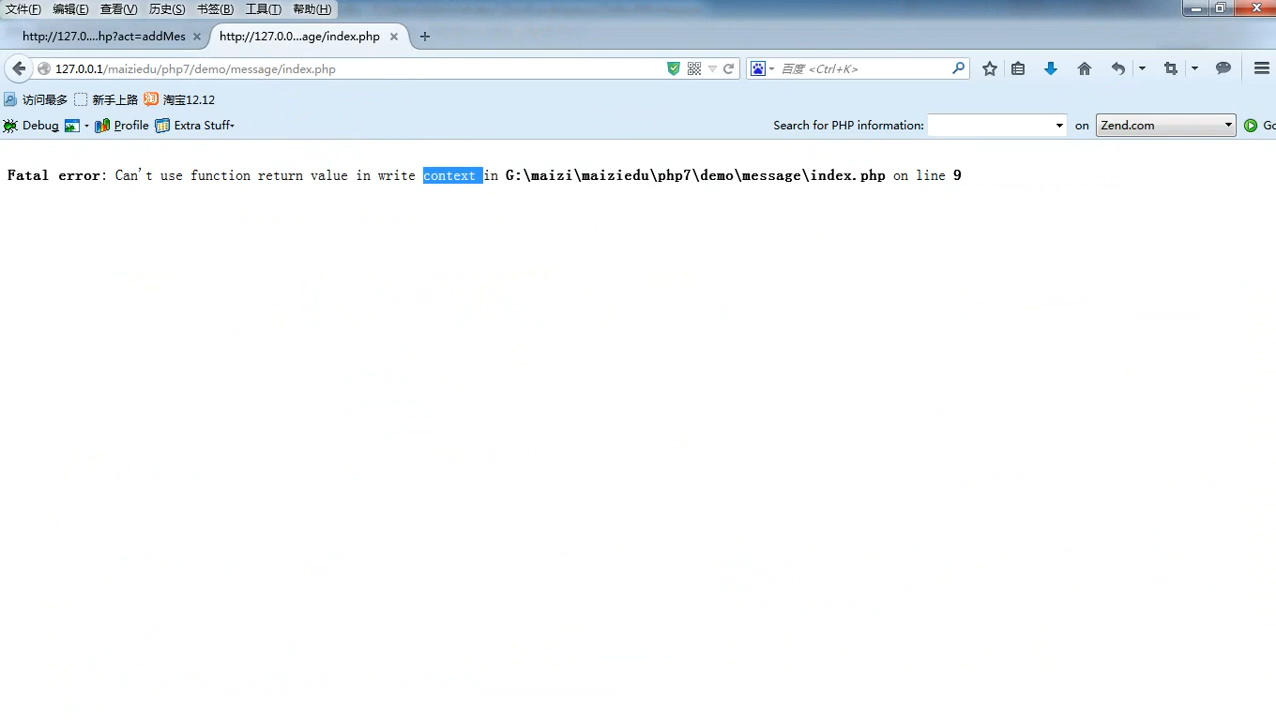 文件(F) 编辑(E) 查看(V) 历史(S) 书签(B) 工具(T) 帮助(H)
http://127.0....hp?act=addMes × http://127.0.0...age/index.php × +
127.0.0.1/maiziedu/php7/demo/message/index.php 百度 <Ctrl+K>
访问最多 新手上路 淘 淘宝12.12
Debug Profile Extra Stuff Search for PHP information: on Zend.com Go
Fatal error: Can't use function return value in write context in G:\maizi\maiziedu\php7\demo\message\index.php on line 9